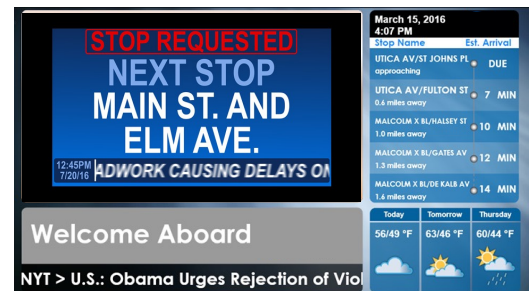 STOP REQUESTED
NEXT STOP
MAIN ST. AND
ELM AVE.
12:45PM
7/20/16
ADWORK CAUSING DELAYS ON
Welcome Aboard
NYT > U.S.: Obama Urges Rejection of Viol
March 15, 2016
4:07 PM
Stop Name Est. Arrival
UTICA AV/ST JOHNS PL DUE
approaching
UTICA AV/FULTON ST 7 MIN
0.6 miles away
MALCOLM X BL/HALSEY ST 10 MIN
1.0 miles away
MALCOLM X BL/GATES AV 12 MIN
1.3 miles away
MALCOLM X BL/DE KALB AV 14 MIN
1.6 miles away
Today Tomorrow Thursday
56/49 °F 63/46 °F 60/44 °F